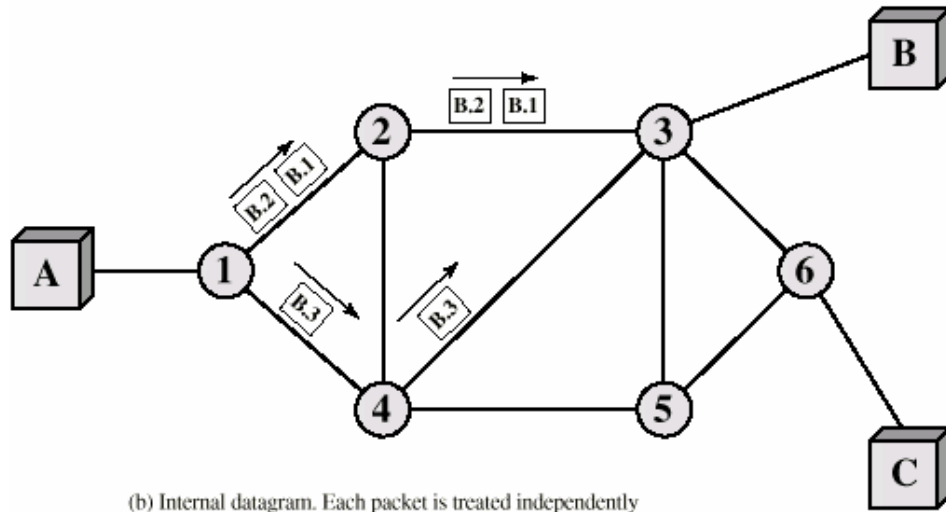 B
B.2 B.1
2
3
B.2 B.1
A
1
6
B.3
B.3
4
5
C
(b) Internal datagram. Each packet is treated independently